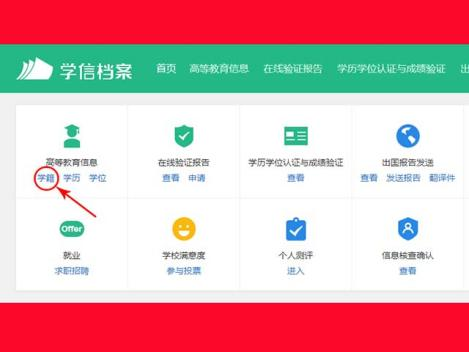 学信档案 首页 高等教育信息 在线验证报告 学历学位认证与成绩验证
高等教育信息 在线验证报告 学历学位认证与成绩验证 出国报告发送
学籍 学历 学位 查看 申请 查看 查看 发送报告 翻译件
Offer
就业 学校满意度 个人测评 信息核查确认
求职招聘 参与投票 进入 查看